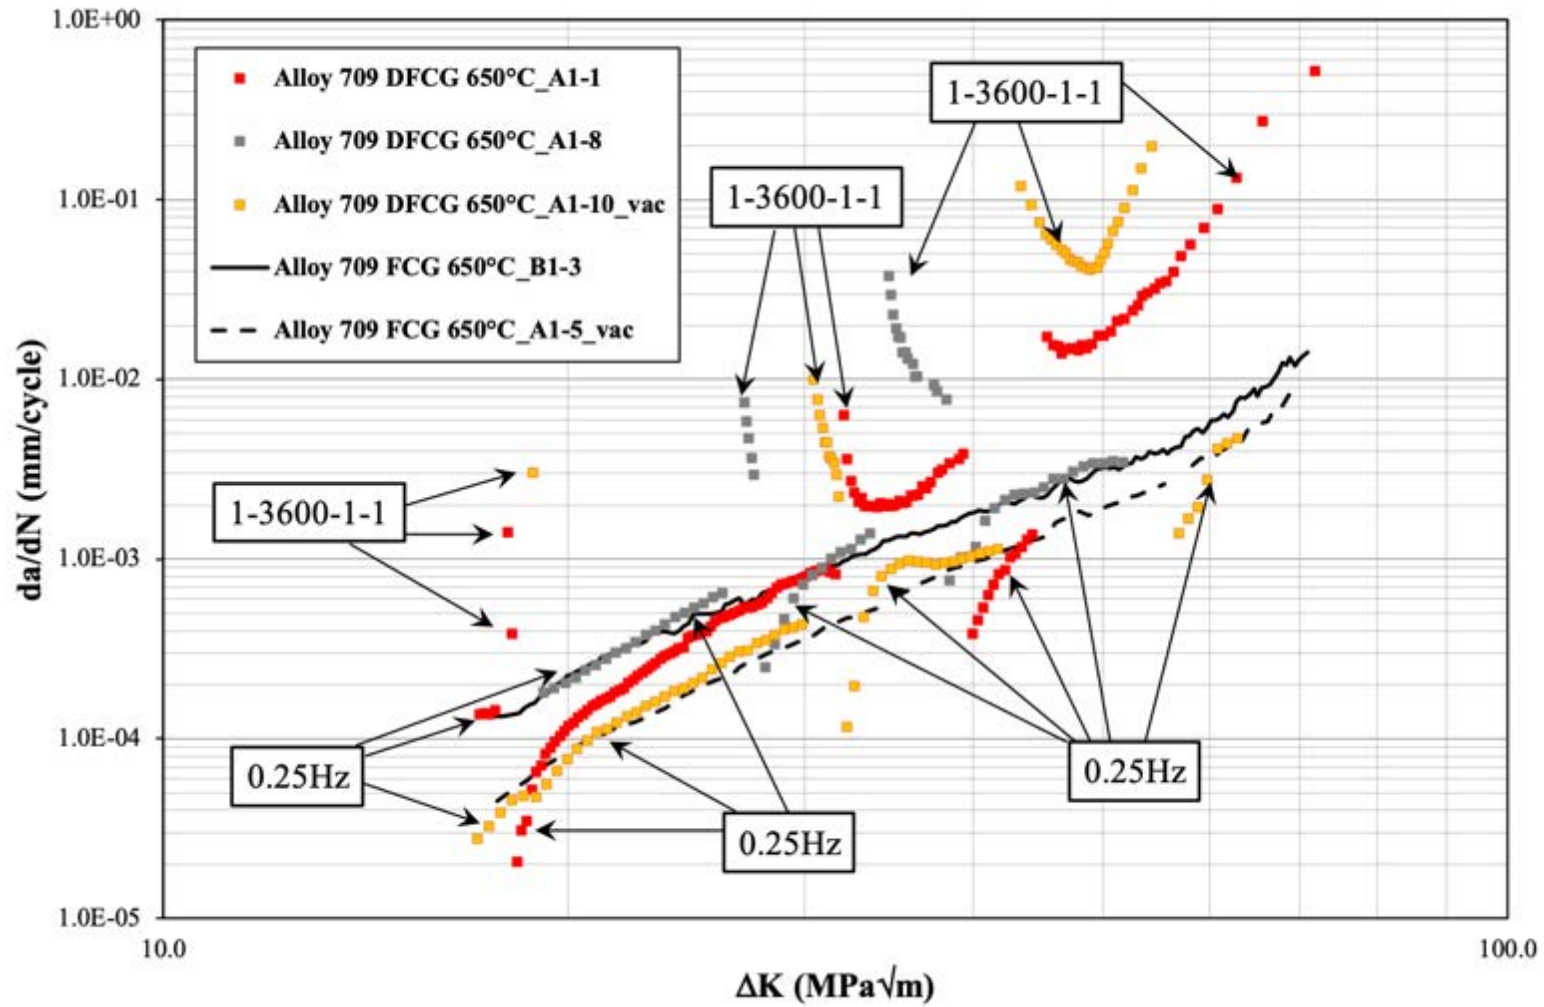 1.0E+00
Alloy 709 DFCG 650°C_A1-1
Alloy 709 DFCG 650°C_A1-8
Alloy 709 DFCG 650°C_A1-10_vac
Alloy 709 FCG 650°C_B1-3
Alloy 709 FCG 650°C_A1-5_vac
1-3600-1-1
1-3600-1-1
1.0E-01
1.0E-02
1-3600-1-1
1.0E-03
1.0E-04
0.25Hz
0.25Hz
0.25Hz
1.0E-05
da/dN (mm/cycle)
10.0
100.0
ΔK (MPa√m)